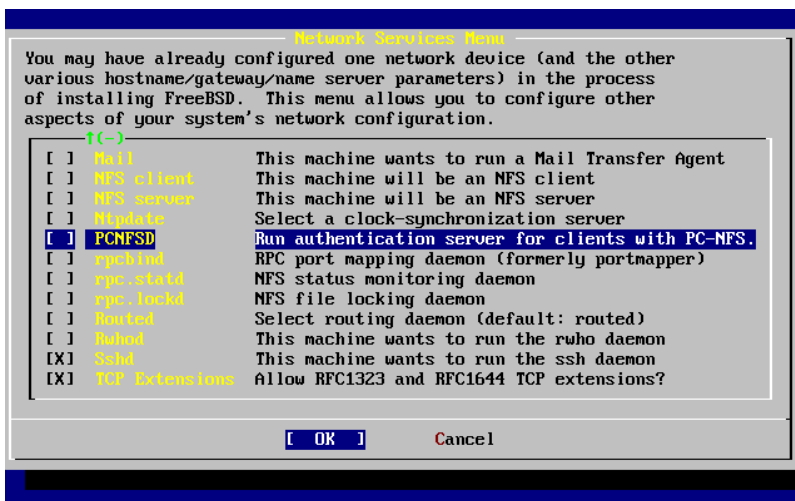 Network Services Menu
You may have already configured one network device (and the other
various hostname/gateway/name server parameters) in the process
of installing FreeBSD.  This menu allows you to configure other
aspects of your system's network configuration.
↑(-)
[ ] Mail Your This machine wants to run a Mail Transfer Agent
[ ] NFS client This machine will be an NFS client
[ ] NFS server This machine will be an NFS server
[ ] Ntpdate Select a clock-synchronization server
[ ] PCNFSD Run authentication server for clients with PC-NFS.
[ ] rpcbind RPC port mapping daemon (formerly portmapper)
[ ] rpc.statd NFS status monitoring daemon
[ ] rpc.lockd NFS file locking daemon
[ ] Routed Select routing daemon (default: routed)
[ ] Rwhod This machine wants to run the rwho daemon
[X] Sshd This machine wants to run the ssh daemon
[X] TCP Extensions Allow RFC1323 and RFC1644 TCP extensions?
[ OK ] Cancel